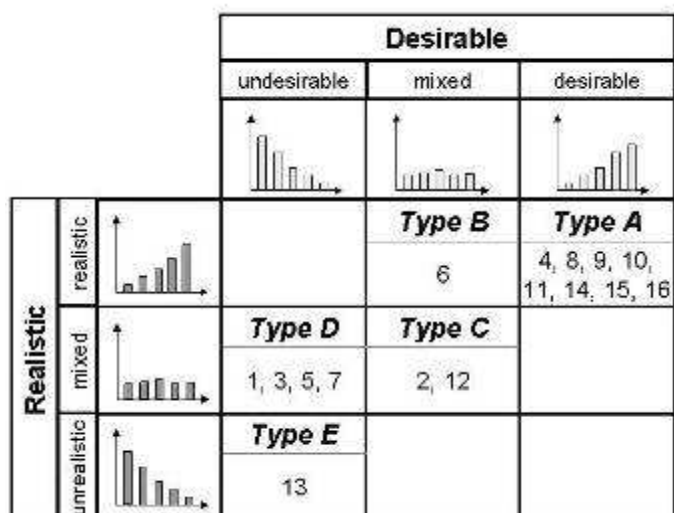 Desirable
undesirable mixed desirable
Type B Type A
realistic
6
4, 8, 9, 10,
11, 14, 15, 16
Realistic
mixed
Type D Type C
1, 3, 5, 7 2, 12
unrealistic
Type E
13